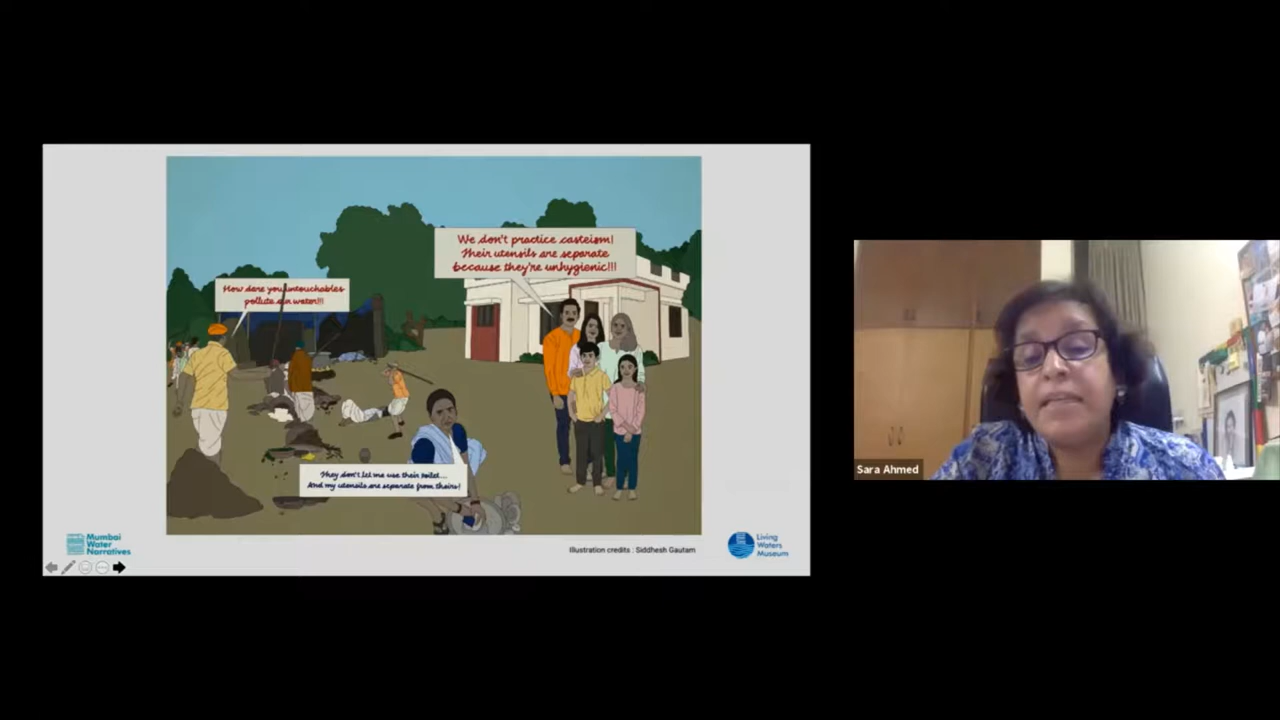 We don't practice casteism!
Their utensils are separate
because they're unhygienic!!!
How dare you untouchables
pollute our water!!!
They don't let me use their toilet...
And my utensils are separate from theirs!
Mumbai
Water
Narratives
Illustration credits : Siddhesh Gautam
Living
Waters
Museum
Sara Ahmed